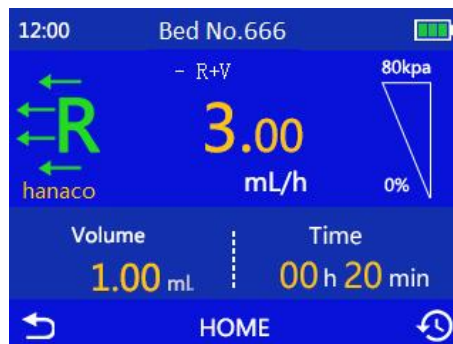 12:00 Bed No.666
- R+V 80kpa
R 3.00
hanaco mL/h 0%
Volume Time
1.00 mL 00 h 20 min
HOME